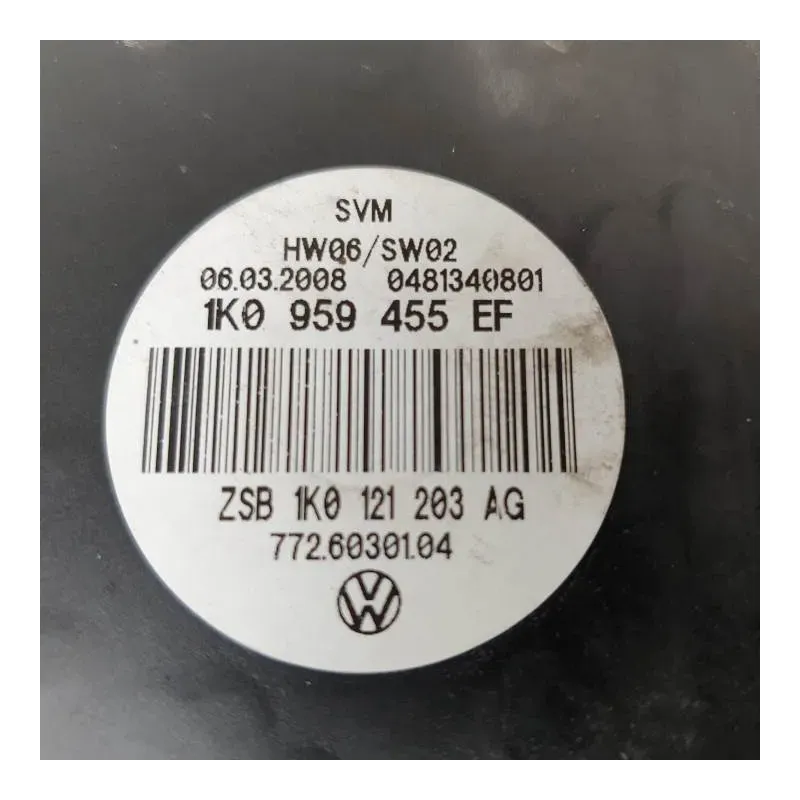 SVM
HW06/SW02
06.03.2008 0481340801
1K0 959 455 EF
ZSB 1K0 121 203 AG
772.60301.04
VW